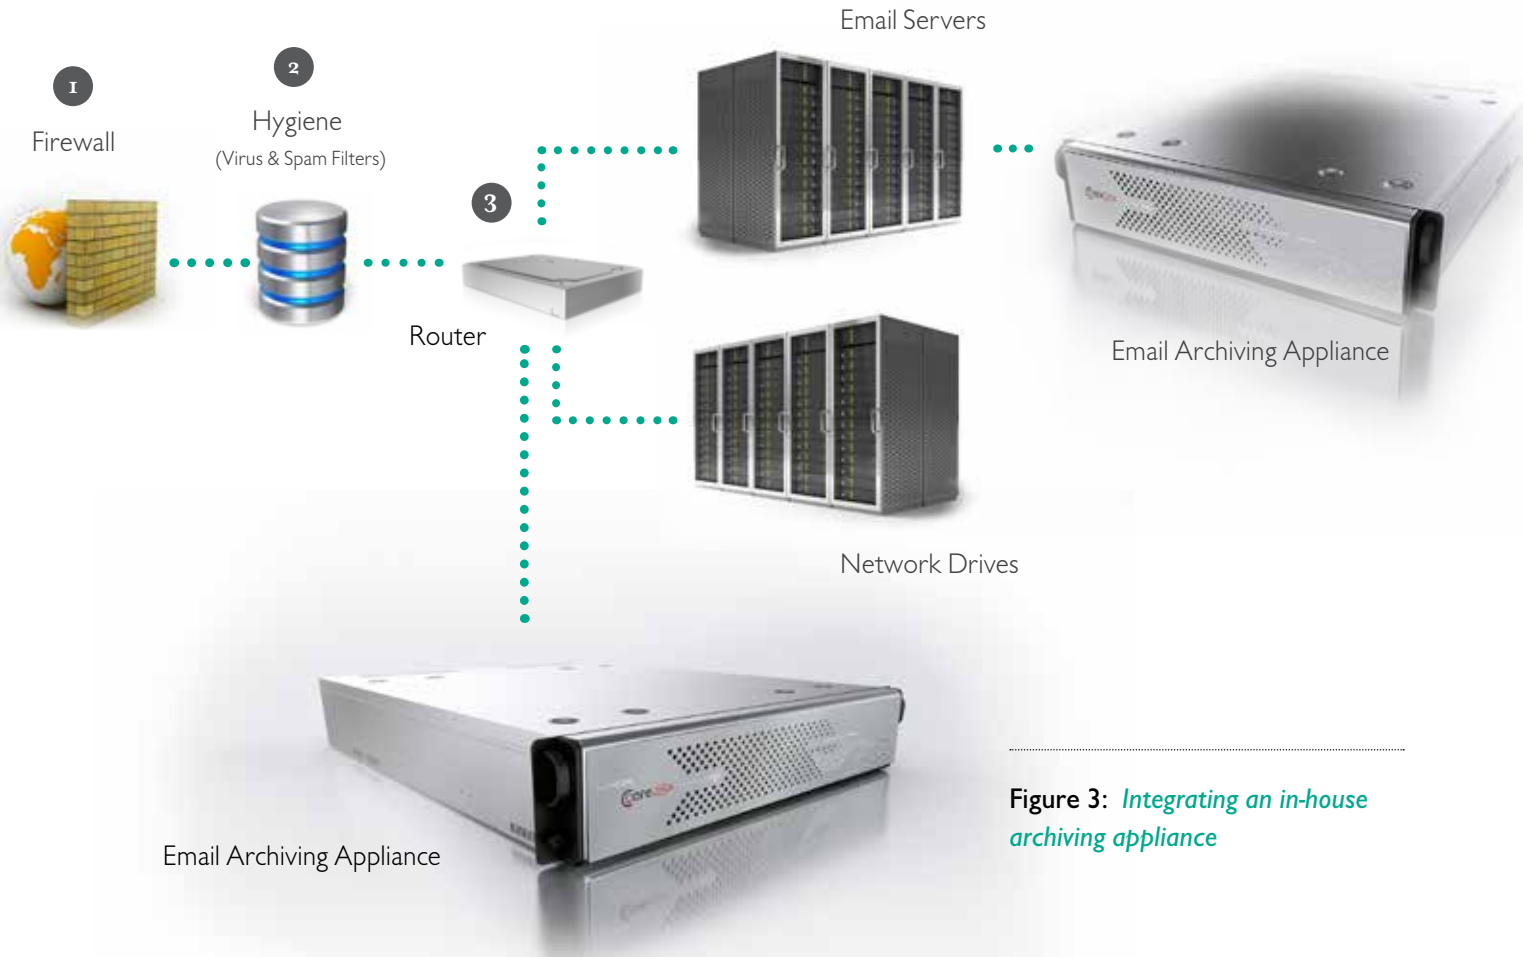 Email Servers
1
Firewall
2
Hygiene
(Virus & Spam Filters)
3
Router
Email Archiving Appliance
Network Drives
Email Archiving Appliance
Figure 3: Integrating an in-house
archiving appliance